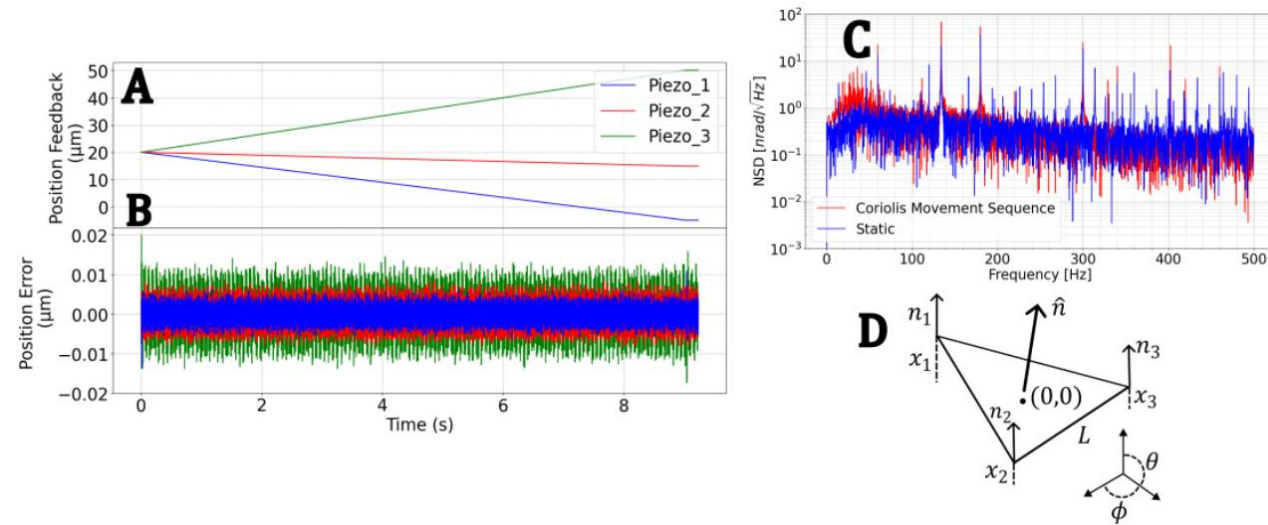 A
Position Feedback
(μm)
50
40
30
20
10
0
Piezo_1
Piezo_2
Piezo_3
B
Position Error
(μm)
0.02
0.01
0.00
−0.01
−0.02
0
2
4
6
8
Time (s)
C
NSD [nrad/√Hz]
10²
10¹
10⁰
10⁻¹
10⁻²
10⁻³
Coriolis Movement Sequence
Static
0
100
200
300
400
500
Frequency [Hz]
D
n₁
x₁
n̂
(0,0)
n₂
x₂
L
n₃
x₃
θ
ϕ